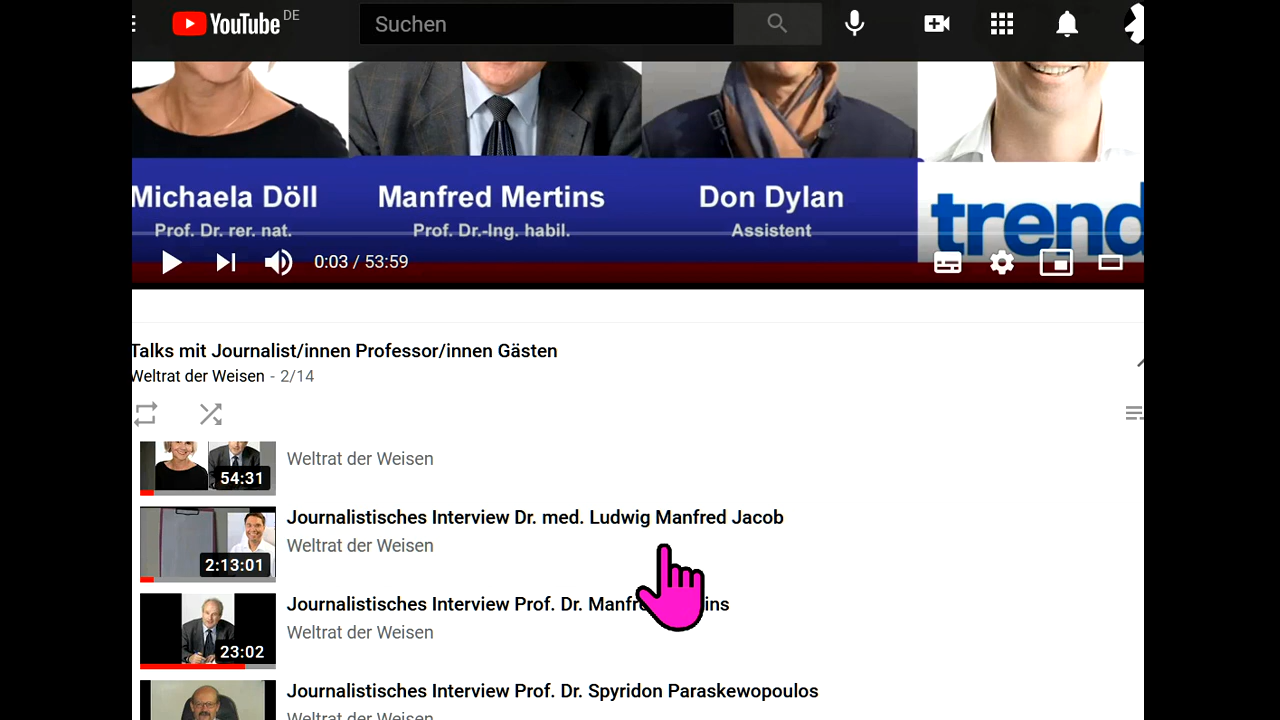 YouTube DE
Suchen
Michaela Döll
Manfred Mertins
Don Dylan
Prof. Dr. rer. nat.
Prof. Dr.-Ing. habil.
Assistent
trend
0:03 / 53:59
Talks mit Journalist/innen Professor/innen Gästen
Weltrat der Weisen - 2/14
54:31
Weltrat der Weisen
Journalistisches Interview Dr. med. Ludwig Manfred Jacob
Weltrat der Weisen
2:13:01
Journalistisches Interview Prof. Dr.
Weltrat der Weisen
23:02
Journalistisches Interview Prof. Dr. Spyridon Paraskewopoulos
Weltrat der Weisen